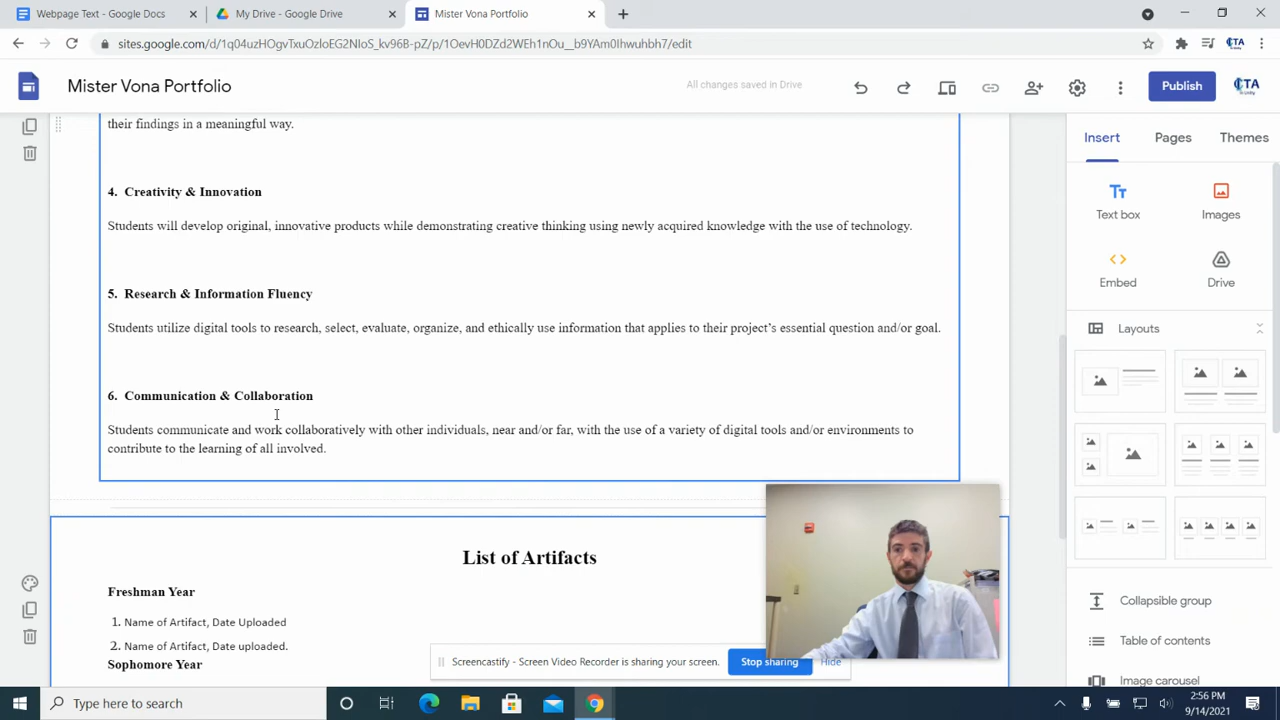 Webpage Text - Google Docs
My Drive - Google Drive
Mister Vona Portfolio
sites.google.com/d/1q04uzHOgvTxuOzloEG2NIoS_kv96B-pZ/p/1OevH0DZd2WEh1nOu__b9YAm0Ihwuhbh7/edit
Mister Vona Portfolio
All changes saved in Drive
Publish
CTA
Insert
Pages
Themes
their findings in a meaningful way.
4. Creativity & Innovation
Students will develop original, innovative products while demonstrating creative thinking using newly acquired knowledge with the use of technology.
5. Research & Information Fluency
Students utilize digital tools to research, select, evaluate, organize, and ethically use information that applies to their project's essential question and/or goal.
6. Communication & Collaboration
Students communicate and work collaboratively with other individuals, near and/or far, with the use of a variety of digital tools and/or environments to
contribute to the learning of all involved.
List of Artifacts
Freshman Year
1. Name of Artifact, Date Uploaded
2. Name of Artifact, Date uploaded.
Sophomore Year
Text box
Images
Embed
Drive
Layouts
Collapsible group
Table of contents
Image carousel
Screencastify - Screen Video Recorder is sharing your screen.
Stop sharing
Hide
Type here to search
2:56 PM
9/14/2021